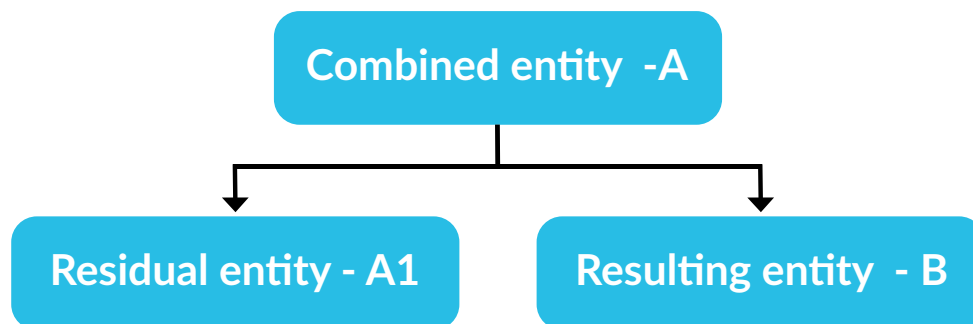 Combined entity -A
Residual entity - A1
Resulting entity - B